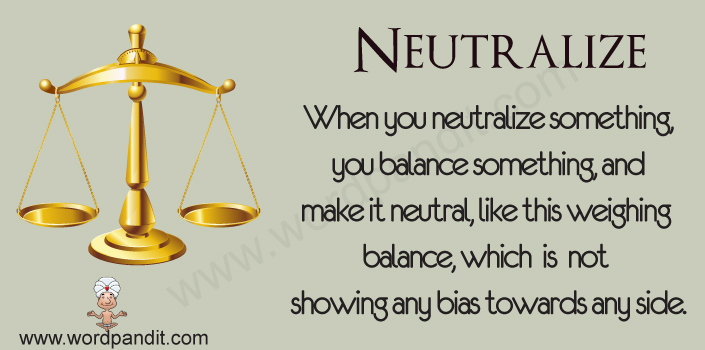 NEUTRALIZE
When you neutralize something,
you balance something, and
make it neutral, like this weighing
balance, which is not
showing any bias towards any side.
www.wordpandit.com
www.wordpandit.com